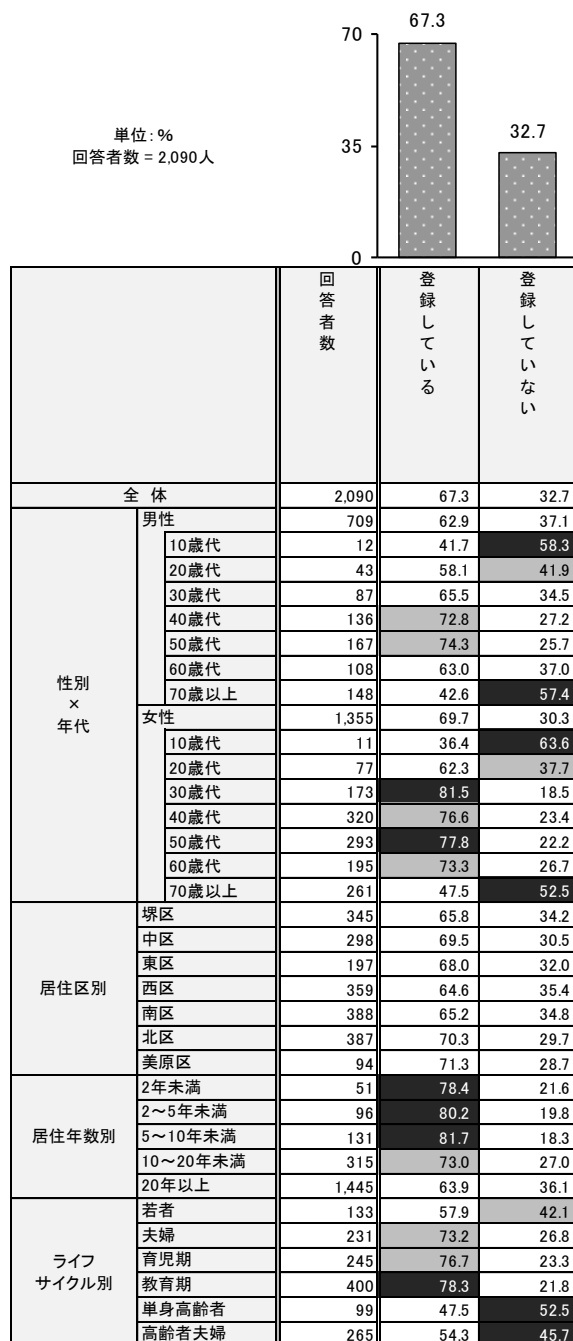 67.3
70
32.7
単位：%
回答者数 = 2,090人
35
0
回答者数
登録している
登録していない
全 体 2,090 67.3 32.7
性別
×
年代
男性 709 62.9 37.1
10歳代 12 41.7 58.3
20歳代 43 58.1 41.9
30歳代 87 65.5 34.5
40歳代 136 72.8 27.2
50歳代 167 74.3 25.7
60歳代 108 63.0 37.0
70歳以上 148 42.6 57.4
女性 1,355 69.7 30.3
10歳代 11 36.4 63.6
20歳代 77 62.3 37.7
30歳代 173 81.5 18.5
40歳代 320 76.6 23.4
50歳代 293 77.8 22.2
60歳代 195 73.3 26.7
70歳以上 261 47.5 52.5
居住区別
堺区 345 65.8 34.2
中区 298 69.5 30.5
東区 197 68.0 32.0
西区 359 64.6 35.4
南区 388 65.2 34.8
北区 387 70.3 29.7
美原区 94 71.3 28.7
居住年数別
2年未満 51 78.4 21.6
2～5年未満 96 80.2 19.8
5～10年未満 131 81.7 18.3
10～20年未満 315 73.0 27.0
20年以上 1,445 63.9 36.1
ライフ
サイクル別
若者 133 57.9 42.1
夫婦 231 73.2 26.8
育児期 245 76.7 23.3
教育期 400 78.3 21.8
単身高齢者 99 47.5 52.5
高齢者夫婦 265 54.3 45.7